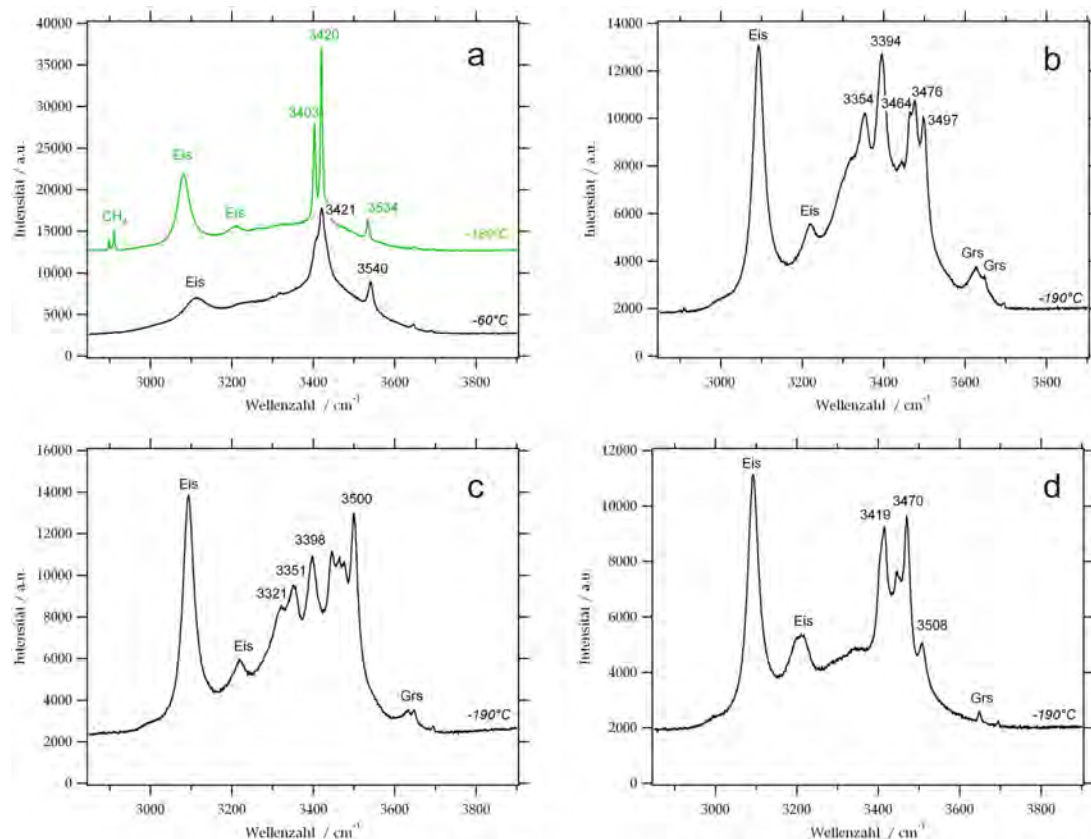 a
40000
35000
30000
25000
20000
15000
10000
5000
0
Intensität / a.u.
3420
3403
Eis
Eis
CH₄
3534
3421
Eis
3540
-60°C
3000
3200
3400
3600
3800
Wellenzahl / cm⁻¹
b
14000
12000
10000
8000
6000
4000
2000
0
Intensität / a.u.
Eis
3394
3354
3464
3476
3497
Eis
Grs
Grs
-190°C
3000
3200
3400
3600
3800
Wellenzahl / cm⁻¹
c
16000
14000
12000
10000
8000
6000
4000
2000
0
Intensität / a.u.
Eis
3500
3398
3351
3321
Eis
Grs
-190°C
3000
3200
3400
3600
3800
Wellenzahl / cm⁻¹
d
12000
10000
8000
6000
4000
2000
0
Intensität / a.u.
Eis
3470
3419
3508
Eis
Grs
-190°C
3000
3200
3400
3600
3800
Wellenzahl / cm⁻¹